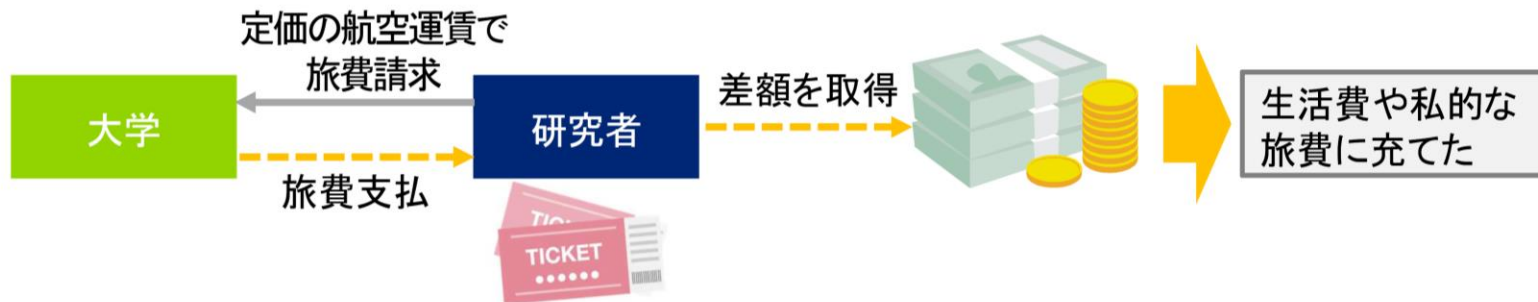 定価の航空運賃で
旅費請求
大学
研究者
旅費支払
差額を取得
生活費や私的な
旅費に充てた
TICKET
TICKET